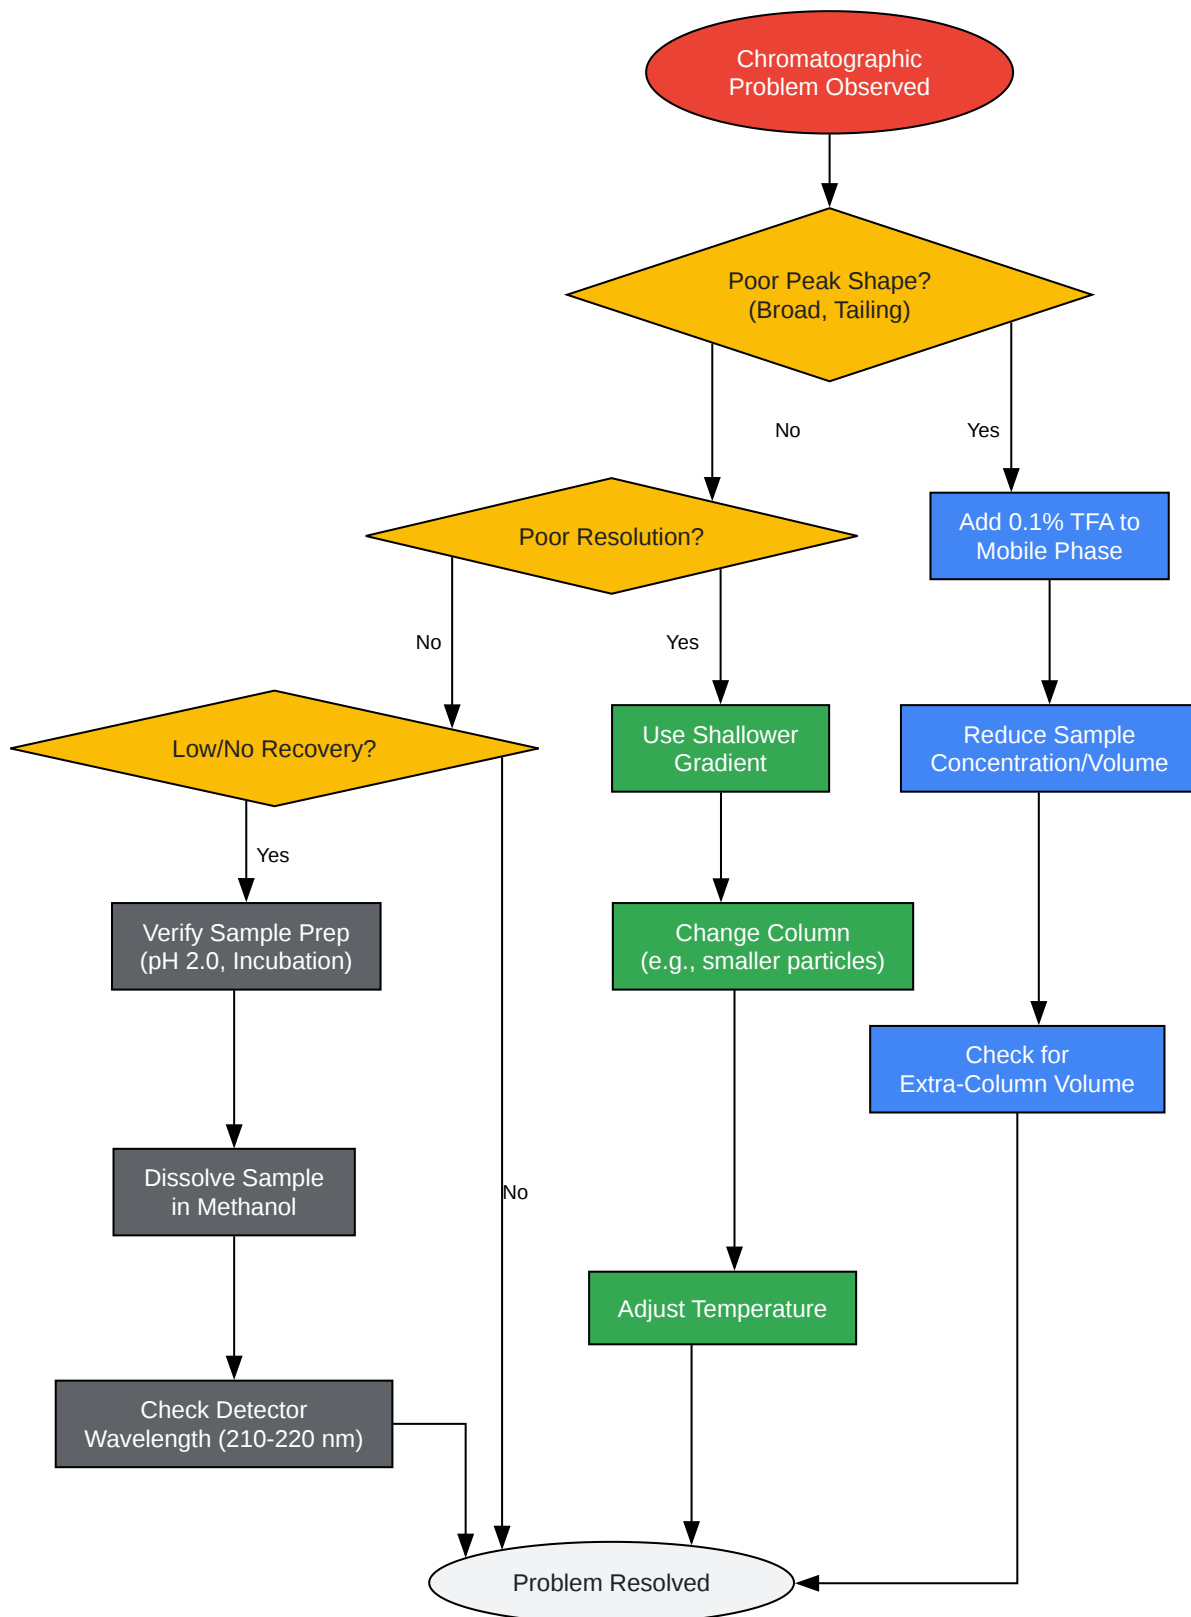 Chromatographic
Problem Observed
Poor Peak Shape?
(Broad, Tailing)
No
Yes
Poor Resolution?
Add 0.1% TFA to
Mobile Phase
No
Yes
Low/No Recovery?
Use Shallower
Gradient
Reduce Sample
Concentration/Volume
Yes
Verify Sample Prep
(pH 2.0, Incubation)
Change Column
(e.g., smaller particles)
Check for
Extra-Column Volume
Dissolve Sample
in Methanol
No
Adjust Temperature
Check Detector
Wavelength (210-220 nm)
Problem Resolved